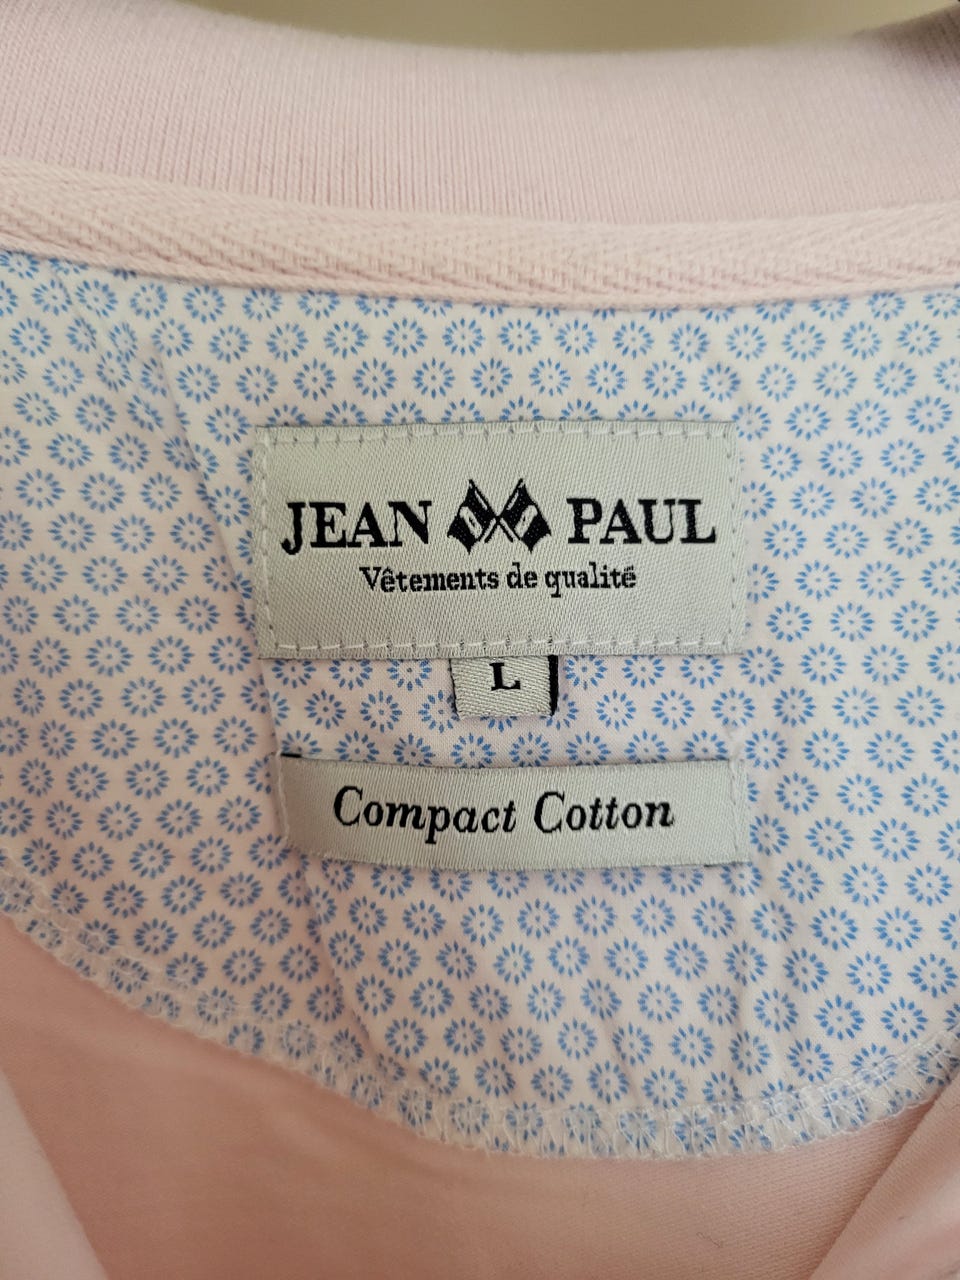 JEAN PAUL
Vêtements de qualité
L
Compact Cotton